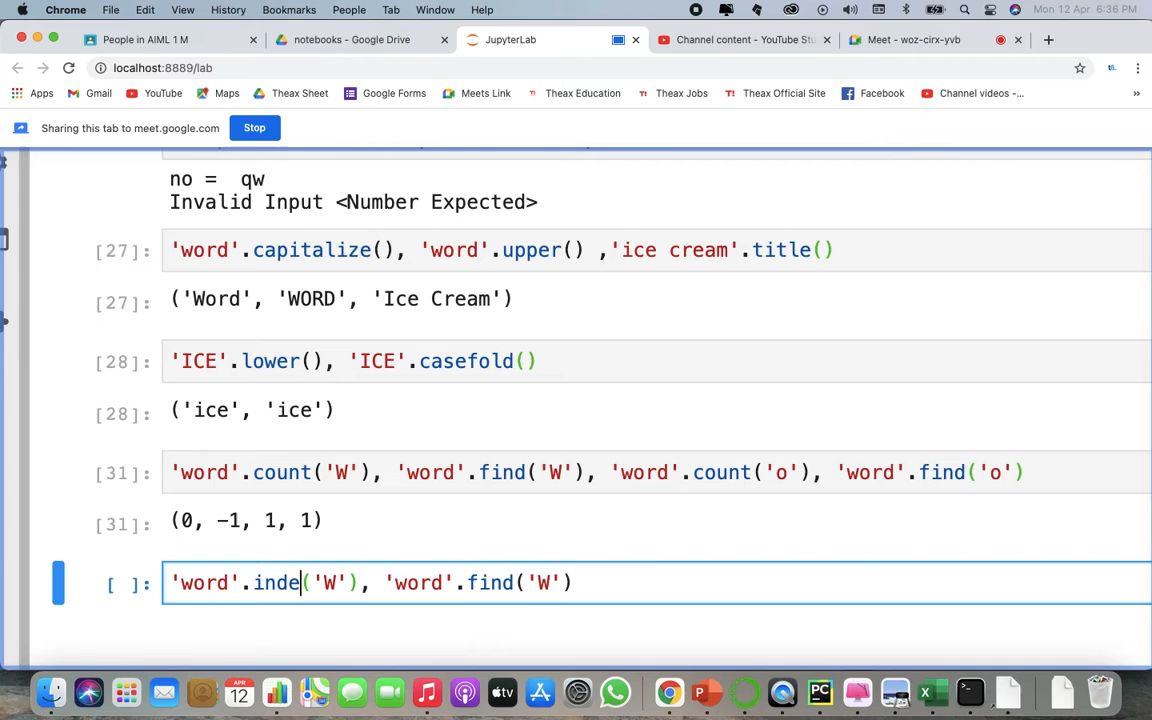 Chrome File Edit View History Bookmarks People Tab Window Help Mon 12 Apr 6:36 PM
People in AIML 1 M notebooks - Google Drive JupyterLab Channel content - YouTube Stu Meet - woz-cirx-yvb
localhost:8889/lab
Apps Gmail YouTube Maps Theax Sheax Google Forms Meets Link Theax Education Theax Jobs Theax Official Site Facebook Channel videos -... »
Sharing this tab to meet.google.com Stop
no = qw
Invalid Input <Number Expected>
[27]: 'word'.capitalize(), 'word'.upper() ,'ice cream'.title()
[27]: ('Word', 'WORD', 'Ice Cream')
[28]: 'ICE'.lower(), 'ICE'.casefold()
[28]: ('ice', 'ice')
[31]: 'word'.count('W'), 'word'.find('W'), 'word'.count('o'), 'word'.find('o')
[31]: (0, -1, 1, 1)
[ ]: 'word'.inde('W'), 'word'.find('W')
APR
12
tv
P
PC
X